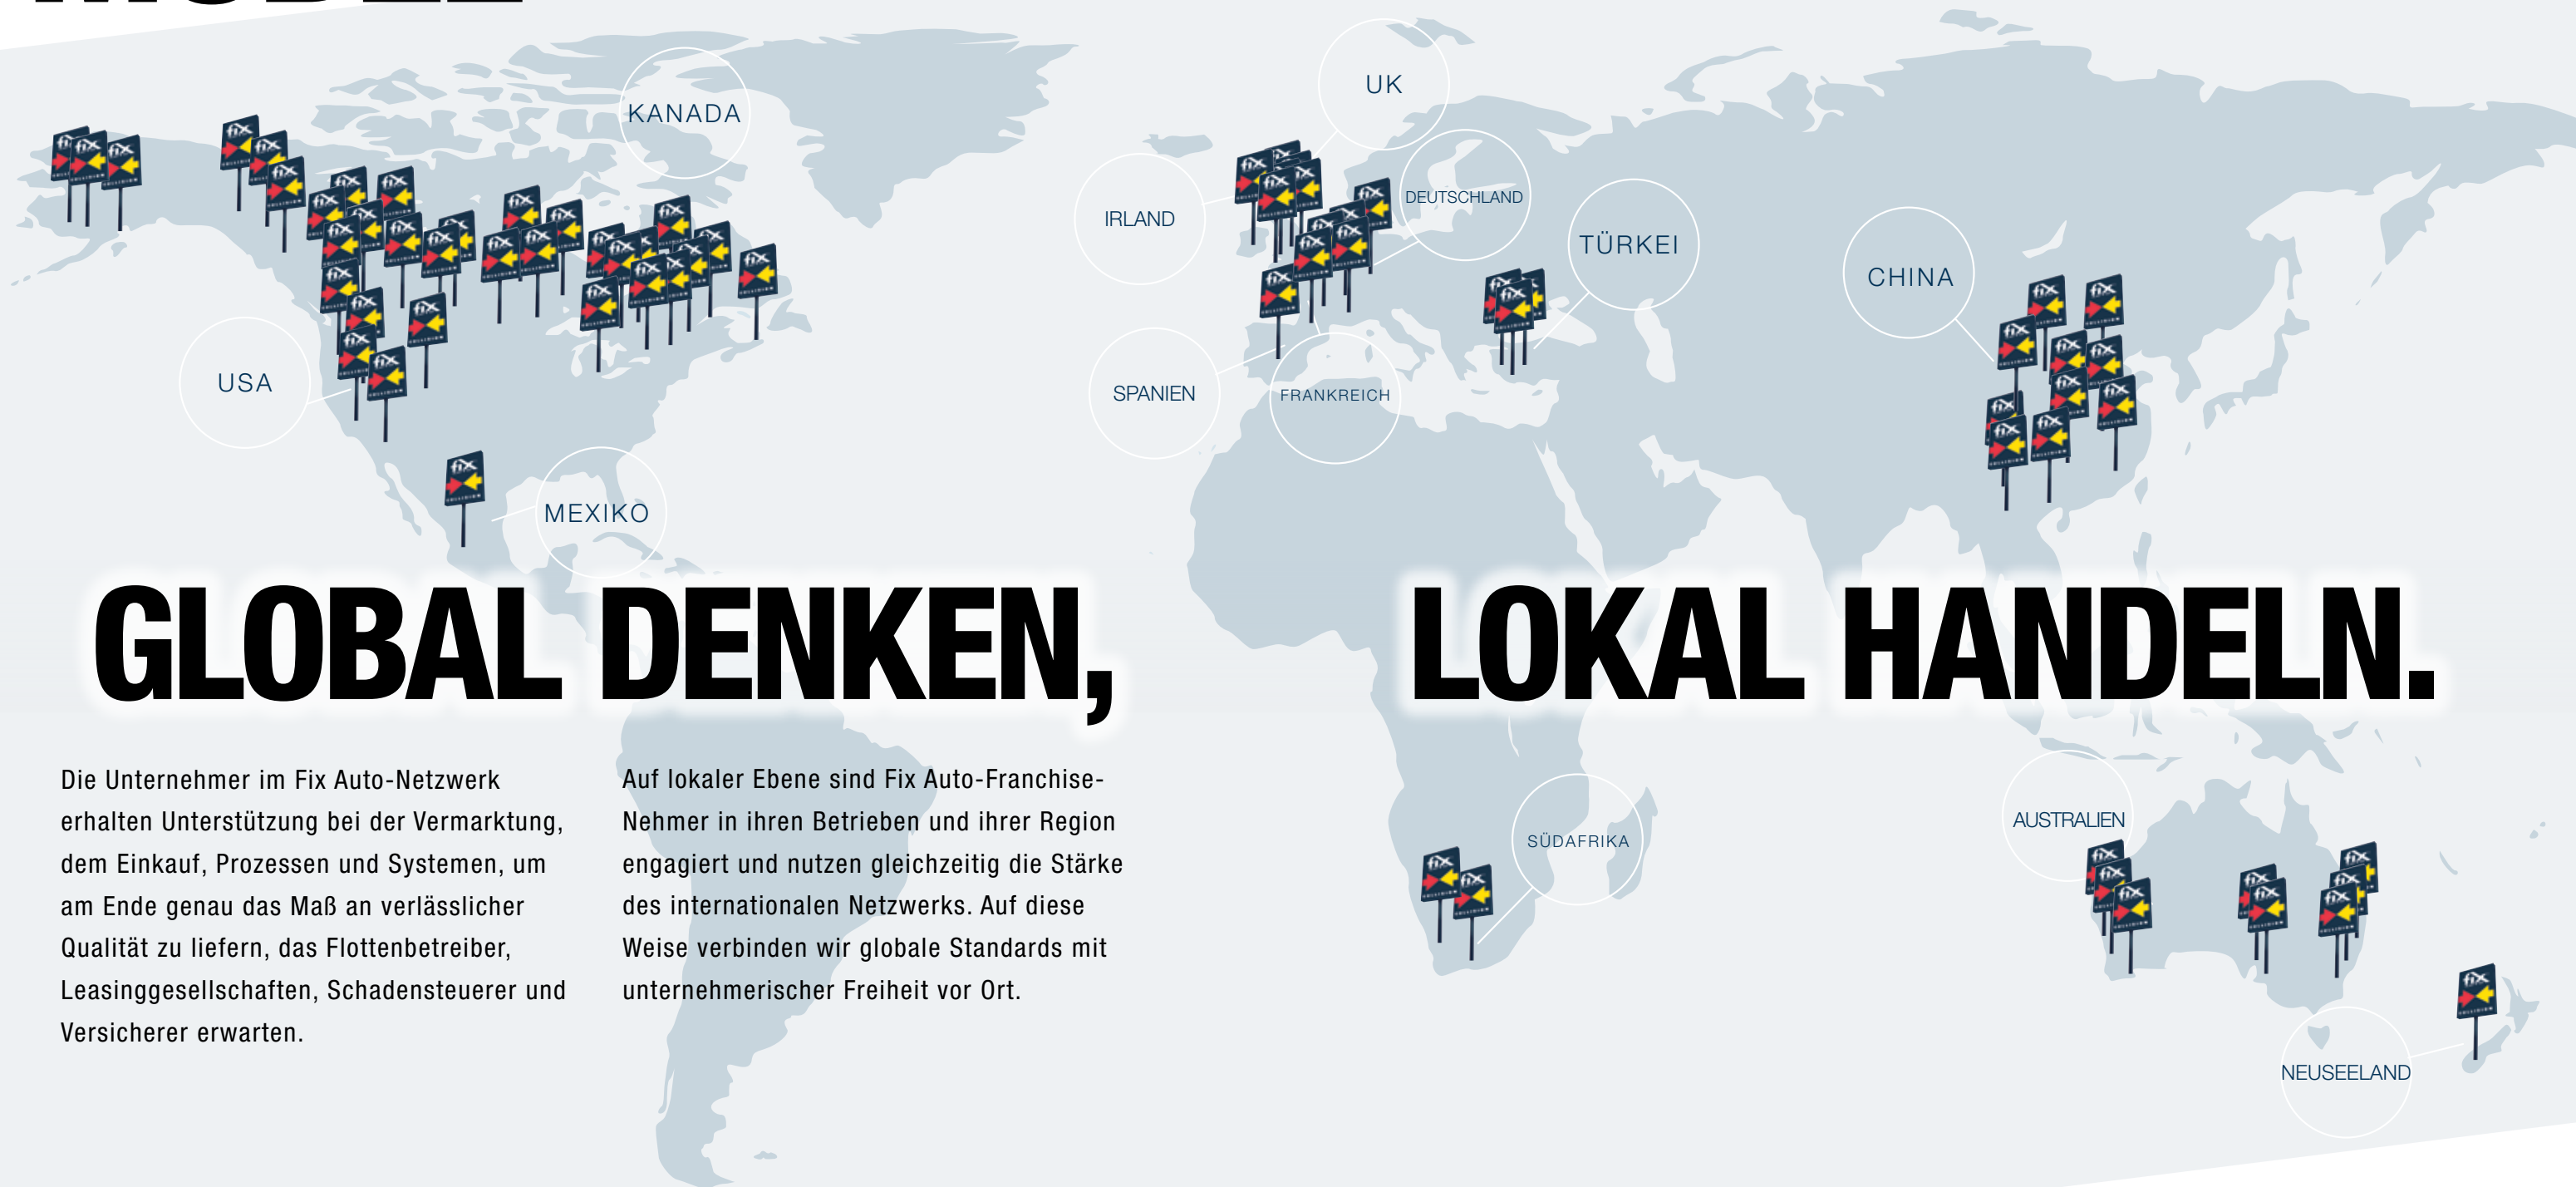 KANADA
UK
IRLAND
DEUTSCHLAND
TÜRKEI
CHINA
USA
SPANIEN
FRANKREICH
MEXIKO
GLOBAL DENKEN, LOKAL HANDELN.
Die Unternehmer im Fix Auto-Netzwerk
erhalten Unterstützung bei der Vermarktung,
dem Einkauf, Prozessen und Systemen, um
am Ende genau das Maß an verlässlicher
Qualität zu liefern, das Flottenbetreiber,
Leasinggesellschaften, Schadensteuerer und
Versicherer erwarten.
Auf lokaler Ebene sind Fix Auto-Franchise-
Nehmer in ihren Betrieben und ihrer Region
engagiert und nutzen gleichzeitig die Stärke
des internationalen Netzwerks. Auf diese
Weise verbinden wir globale Standards mit
unternehmerischer Freiheit vor Ort.
SÜDAFRIKA
AUSTRALIEN
NEUSEELAND
fix